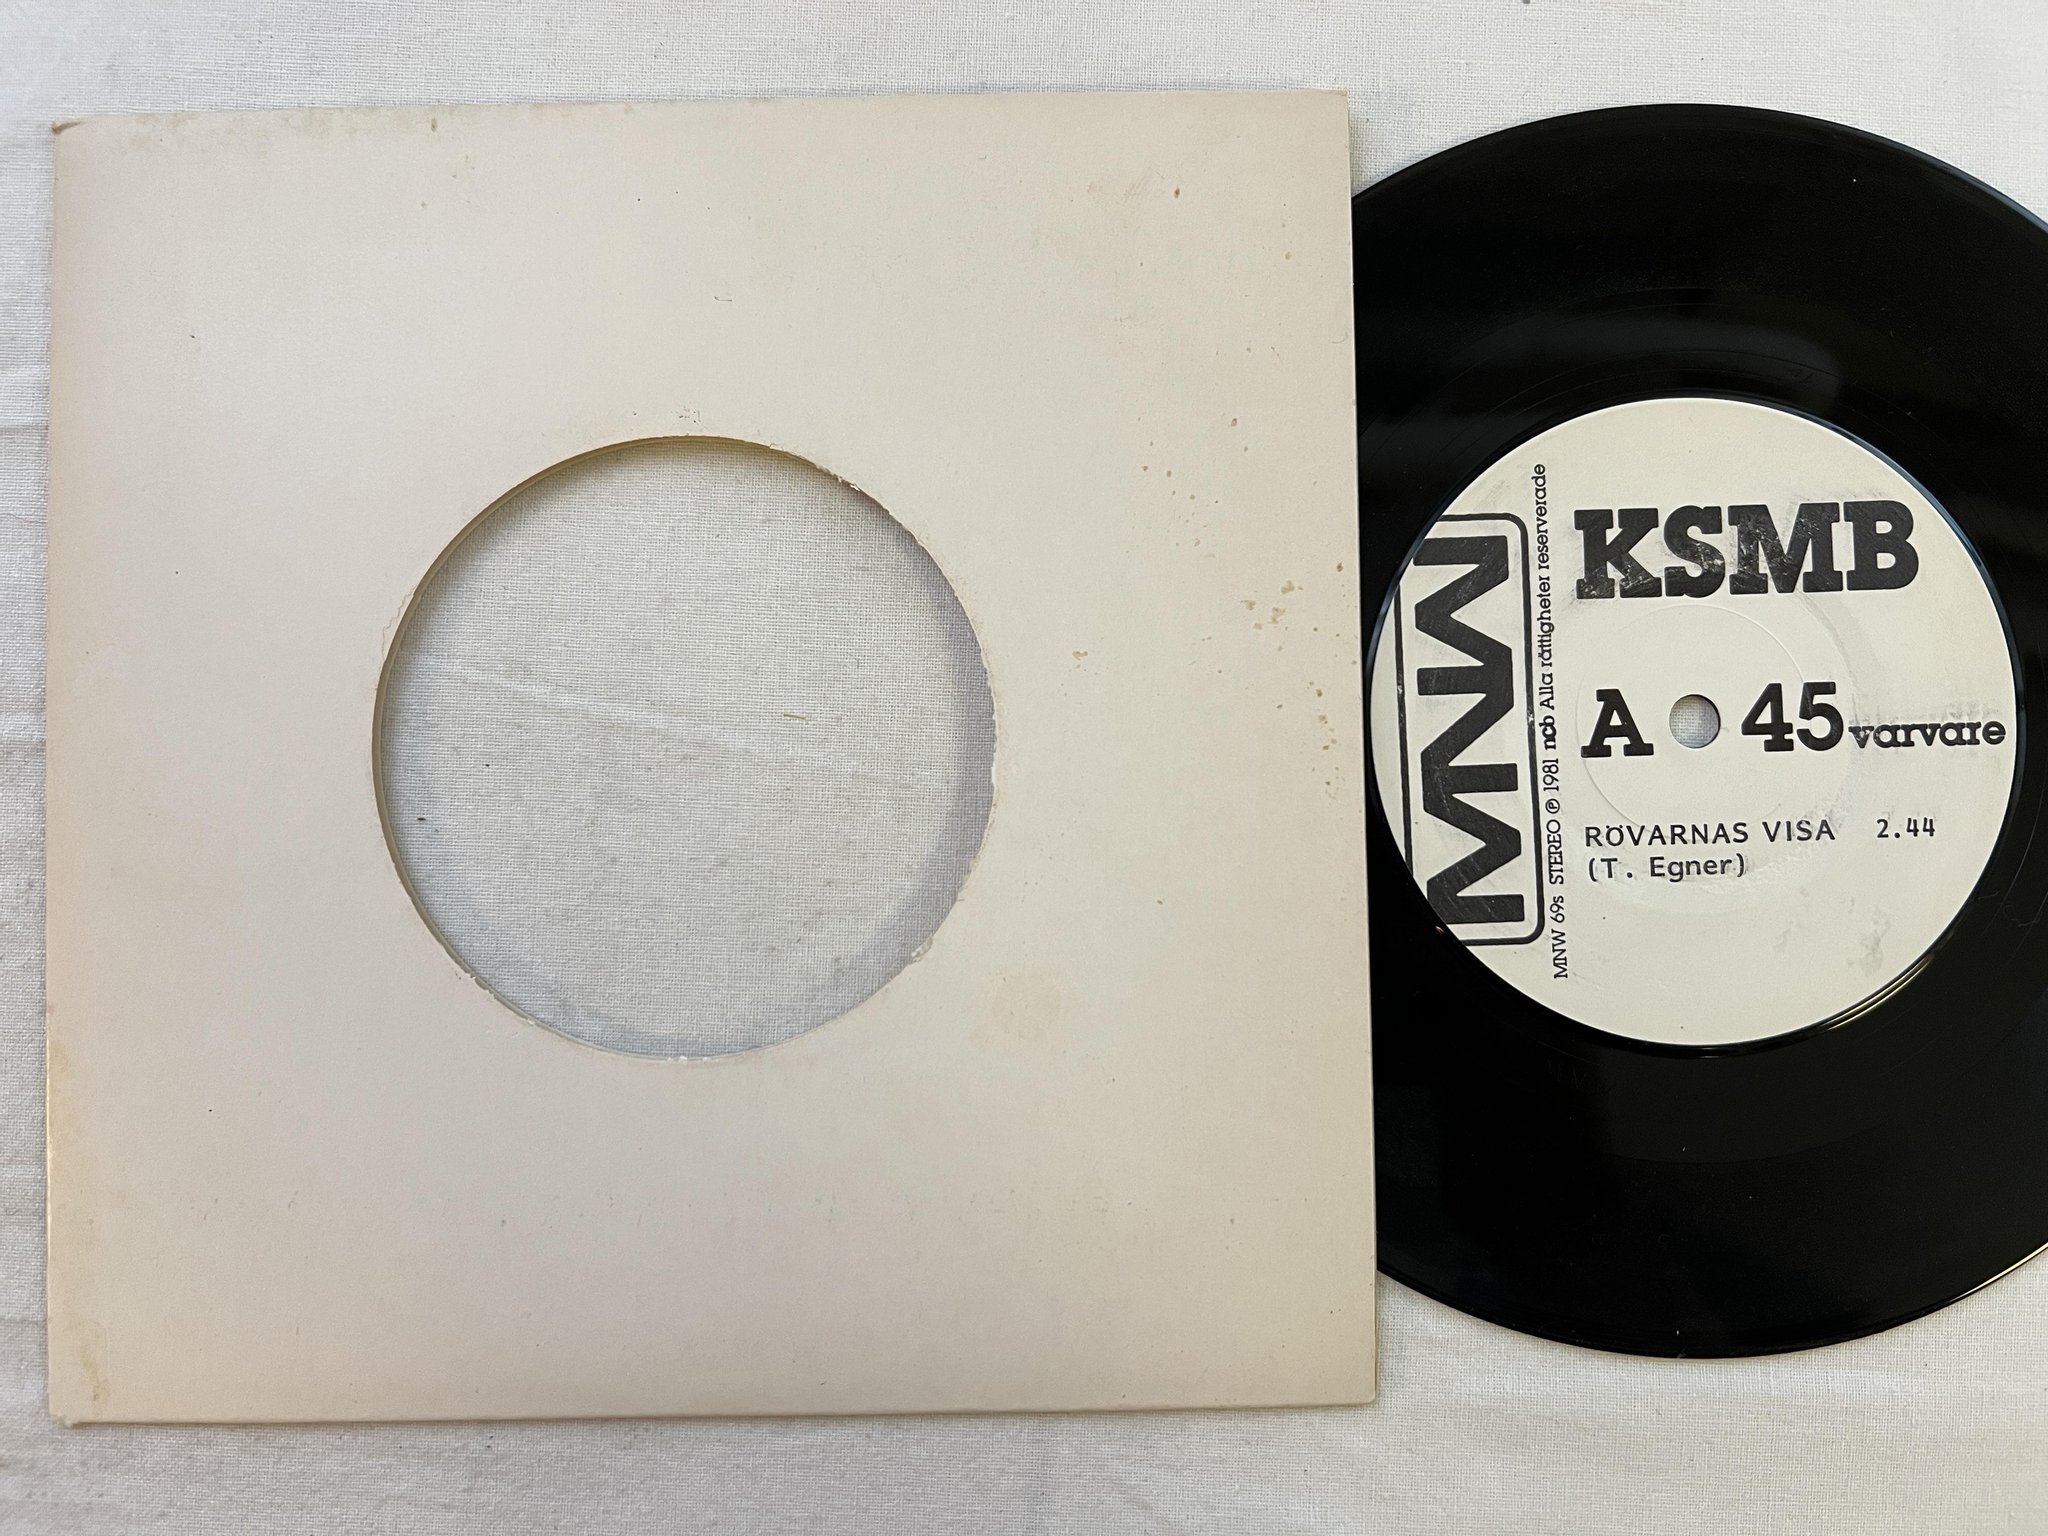 KSMB
A 45 varvare
RÖVARNAS VISA 2.44
(T. Egner)
MNW
MNW 69s STEREO ℗ 1981 ncb Alla rättigheter reserverade